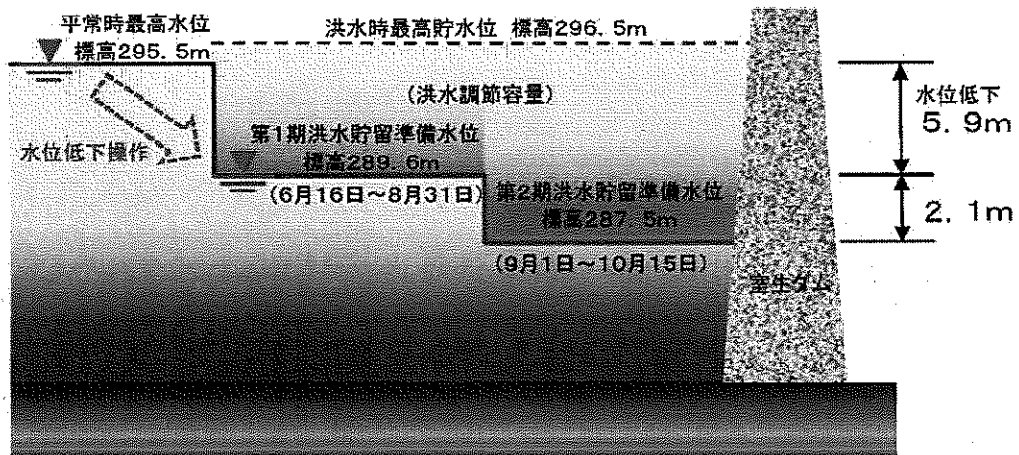 平常時最高水位
標高295.5m
洪水時最高貯水位 標高296.5m
(洪水調節容量)
水位低下
5.9m
水位低下操作
第1期洪水貯留準備水位
標高289.6m
(6月16日～8月31日)
第2期洪水貯留準備水位
標高287.5m
2.1m
(9月1日～10月15日)
室生ダム